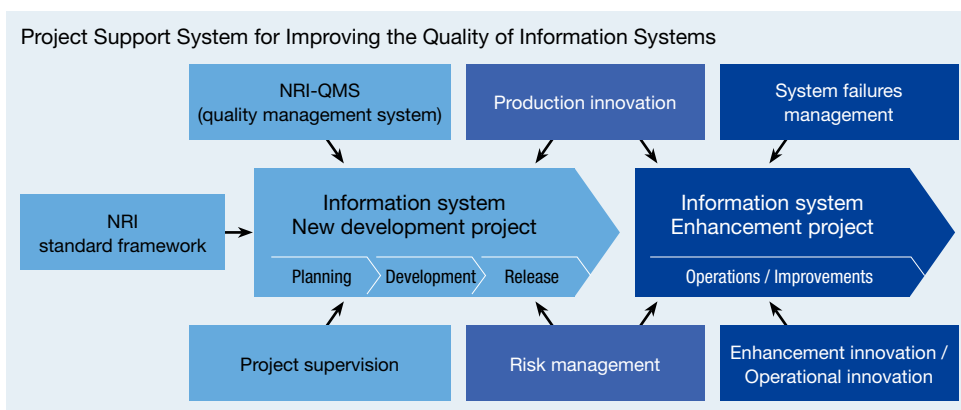 Project Support System for Improving the Quality of Information Systems
NRI-QMS
(quality management system)
Production innovation
System failures
management
NRI
standard framework
Information system
New development project
Planning
Development
Release
Information system
Enhancement project
Operations / Improvements
Project supervision
Risk management
Enhancement innovation /
Operational innovation